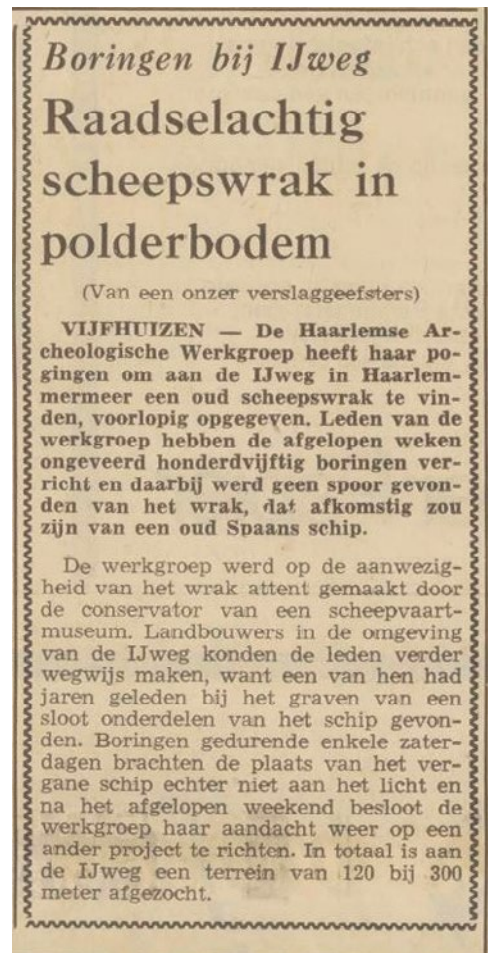 Boringen bij IJweg
Raadselachtig
scheepswrak in
polderbodem
(Van een onzer verslaggeefsters)
VIJFHUIZEN — De Haarlemse Ar-
cheologische Werkgroep heeft haar po-
gingen om aan de IJweg in Haarlem-
mermeer een oud scheepswrak te vin-
den, voorlopig opgegeven. Leden van de
werkgroep hebben de afgelopen weken
ongeveerd honderdvijftig boringen ver-
richt en daarbij werd geen spoor gevon-
den van het wrak, dat afkomstig zou
zijn van een oud Spaans schip.
De werkgroep werd op de aanwezig-
heid van het wrak attent gemaakt door
de conservator van een scheepvaart-
museum. Landbouwers in de omgeving
van de IJweg konden de leden verder
wegwijs maken, want een van hen had
jaren geleden bij het graven van een
sloot onderdelen van het schip gevon-
den. Boringen gedurende enkele zater-
dagen brachten de plaats van het ver-
gane schip echter niet aan het licht en
na het afgelopen weekend besloot de
werkgroep haar aandacht weer op een
ander project te richten. In totaal is aan
de IJweg een terrein van 120 bij 300
meter afgezocht.